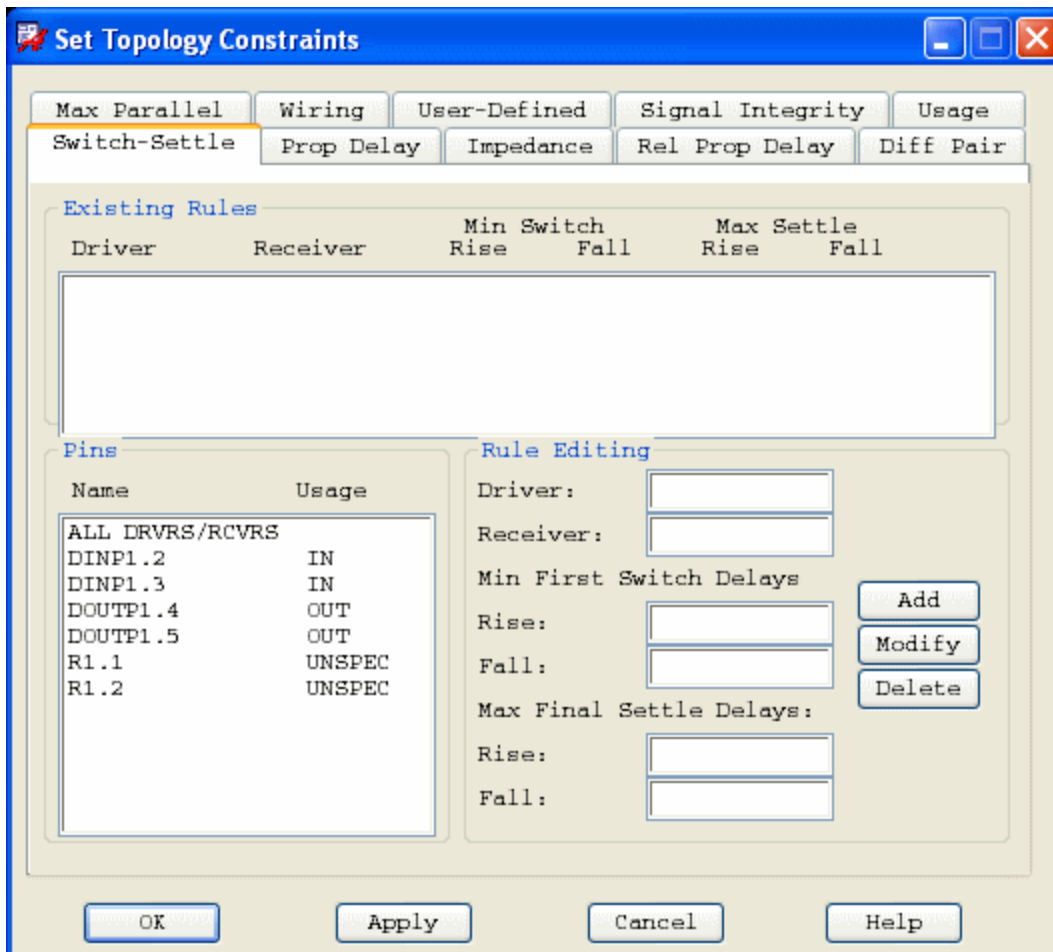 Set Topology Constraints
Max Parallel Wiring User-Defined Signal Integrity Usage
Switch-Settle Prop Delay Impedance Rel Prop Delay Diff Pair
Existing Rules
Min Switch Max Settle
Driver Receiver Rise Fall Rise Fall
Pins
Name Usage
ALL DRVRS/RCVRS
DINP1.2 IN
DINP1.3 IN
DOUTP1.4 OUT
DOUTP1.5 OUT
R1.1 UNSPEC
R1.2 UNSPEC
Rule Editing
Driver:
Receiver:
Min First Switch Delays
Rise:
Fall:
Max Final Settle Delays:
Rise:
Fall:
Add
Modify
Delete
OK Apply Cancel Help